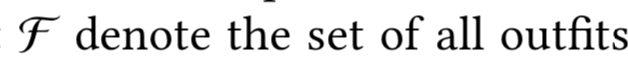 ℱ denote the set of all outfits